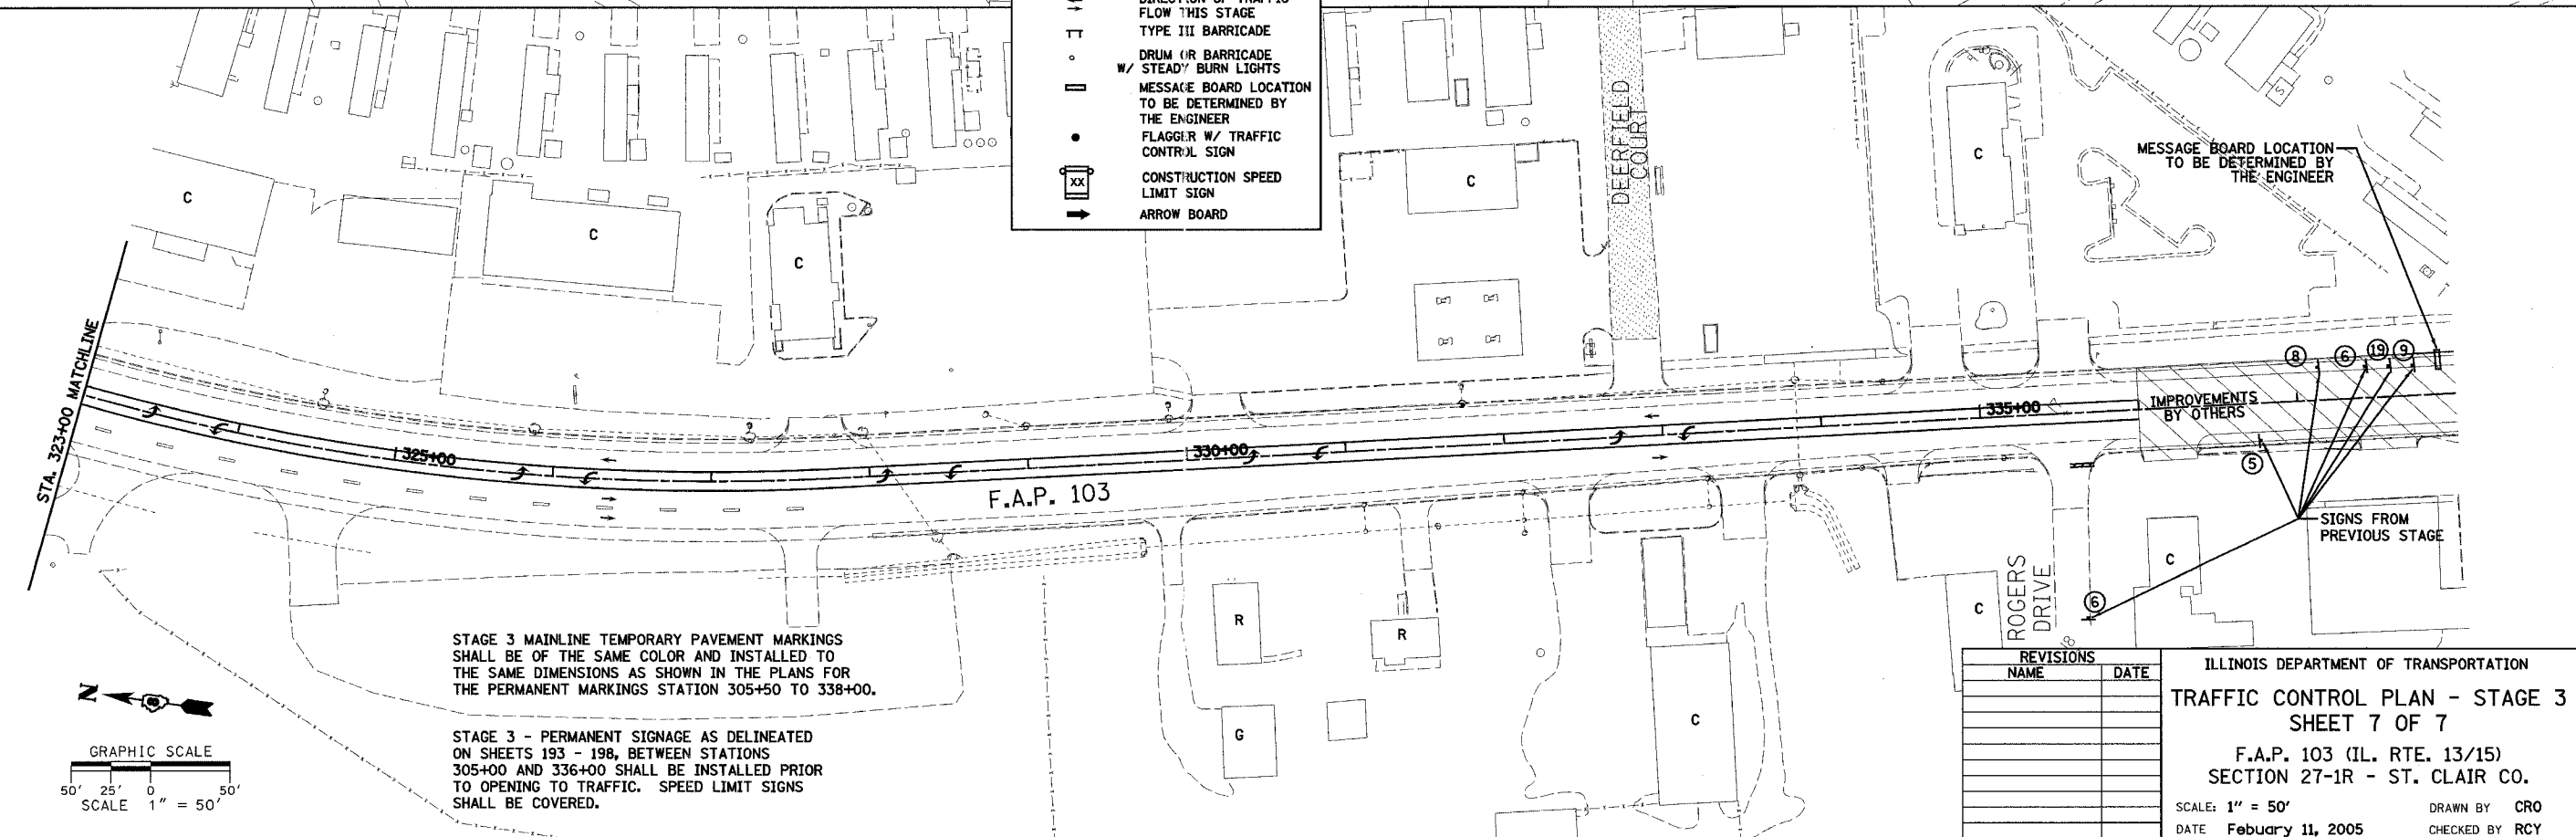 DIRECTION OF TRAFFIC
FLOW THIS STAGE
TYPE III BARRICADE
DRUM OR BARRICADE
W/ STEADY BURN LIGHTS
MESSAGE BOARD LOCATION
TO BE DETERMINED BY
THE ENGINEER
FLAGGER W/ TRAFFIC
CONTROL SIGN
XX
CONSTRUCTION SPEED
LIMIT SIGN
ARROW BOARD
DEERFIELD
COURT
MESSAGE BOARD LOCATION
TO BE DETERMINED BY
THE ENGINEER
S
C
C
C
C
C
STA. 323+00 MATCHLINE
325+00
330+00
335+00
F.A.P. 103
IMPROVEMENTS
BY OTHERS
8
6
19
9
5
SIGNS FROM
PREVIOUS STAGE
6
ROGERS
DRIVE
18
C
C
C
R
R
G
STAGE 3 MAINLINE TEMPORARY PAVEMENT MARKINGS
SHALL BE OF THE SAME COLOR AND INSTALLED TO
THE SAME DIMENSIONS AS SHOWN IN THE PLANS FOR
THE PERMANENT MARKINGS STATION 305+50 TO 338+00.
STAGE 3 - PERMANENT SIGNAGE AS DELINEATED
ON SHEETS 193 - 198, BETWEEN STATIONS
305+00 AND 336+00 SHALL BE INSTALLED PRIOR
TO OPENING TO TRAFFIC. SPEED LIMIT SIGNS
SHALL BE COVERED.
N
GRAPHIC SCALE
50' 25' 0 50'
SCALE 1" = 50'
REVISIONS
NAME DATE
ILLINOIS DEPARTMENT OF TRANSPORTATION
TRAFFIC CONTROL PLAN - STAGE 3
SHEET 7 OF 7
F.A.P. 103 (IL. RTE. 13/15)
SECTION 27-1R - ST. CLAIR CO.
SCALE: 1" = 50' DRAWN BY CRO
DATE Febuary 11, 2005 CHECKED BY RCY